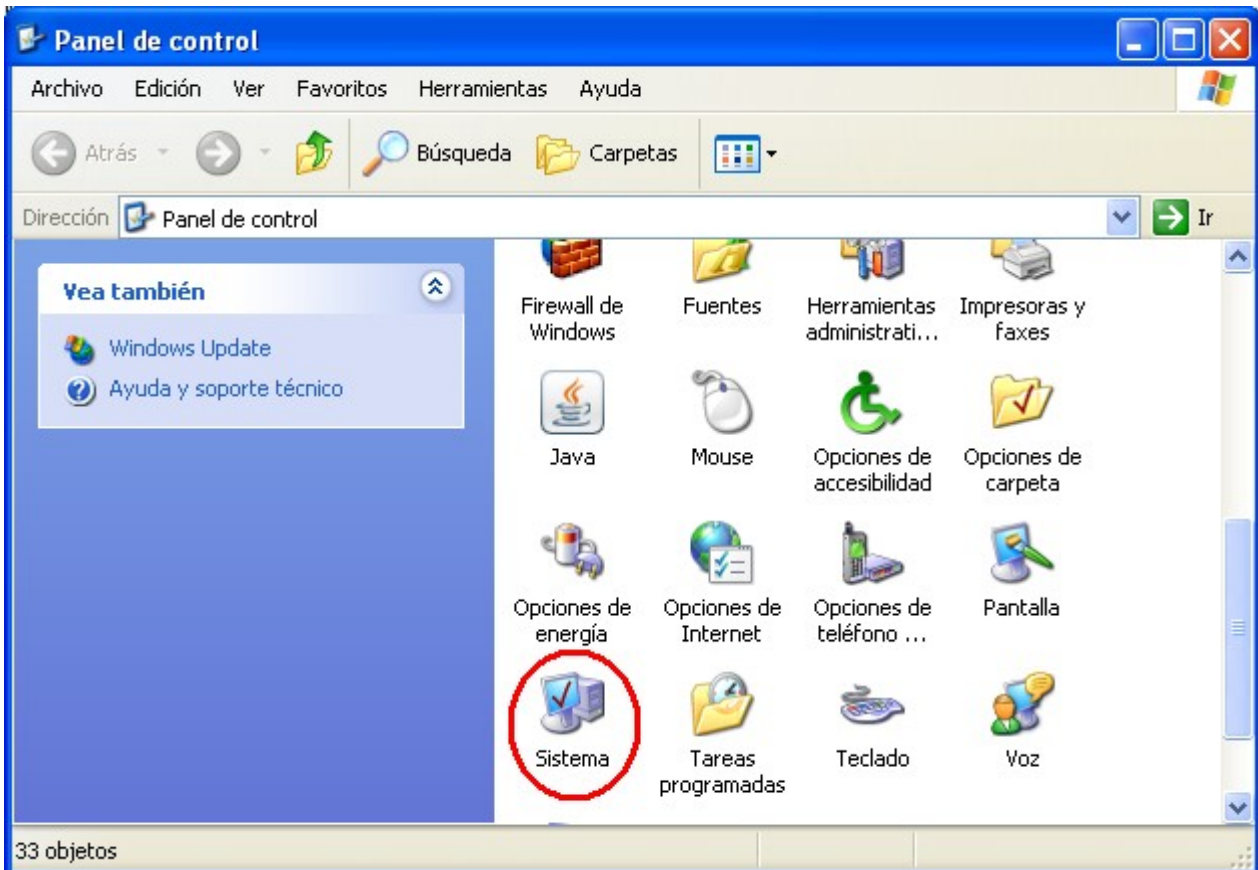 Panel de control
Archivo Edición Ver Favoritos Herramientas Ayuda
Atrás Búsqueda Carpetas
Dirección Panel de control Ir
Vea también
Windows Update
Ayuda y soporte técnico
Firewall de
Windows
Fuentes
Herramientas
administrati...
Impresoras y
faxes
Java
Mouse
Opciones de
accesibilidad
Opciones de
carpeta
Opciones de
energía
Opciones de
Internet
Opciones de
teléfono ...
Pantalla
Sistema
Tareas
programadas
Teclado
Voz
33 objetos